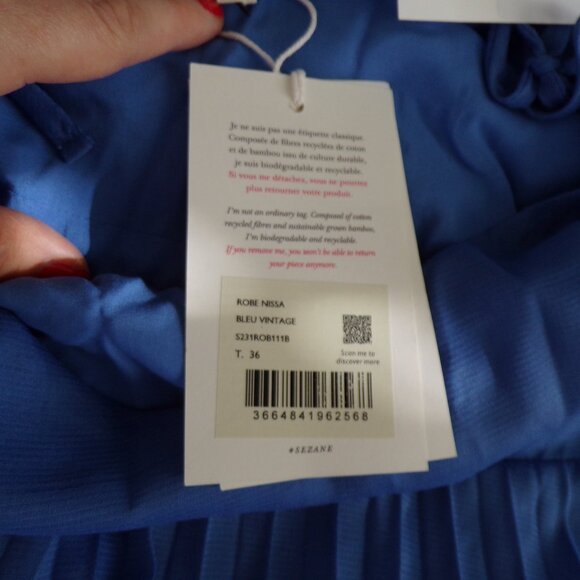 Je ne suis pas une étiquette classique.
Composée de fibres recyclées de coton
et de bambou issu de culture durable,
je suis biodégradable et recyclable.
Si vous me détachez, vous ne pourrez
plus retourner votre produit.
I'm not an ordinary tag. Composed of cotton
recycled fibres and sustainable grown bamboo,
I'm biodegradable and recyclable.
If you remove me, you won't be able to return
your piece anymore.
ROBE NISSA
BLEU VINTAGE
S231ROB111B
T. 36
Scan me to
discover more
3664841962568
#SEZANE